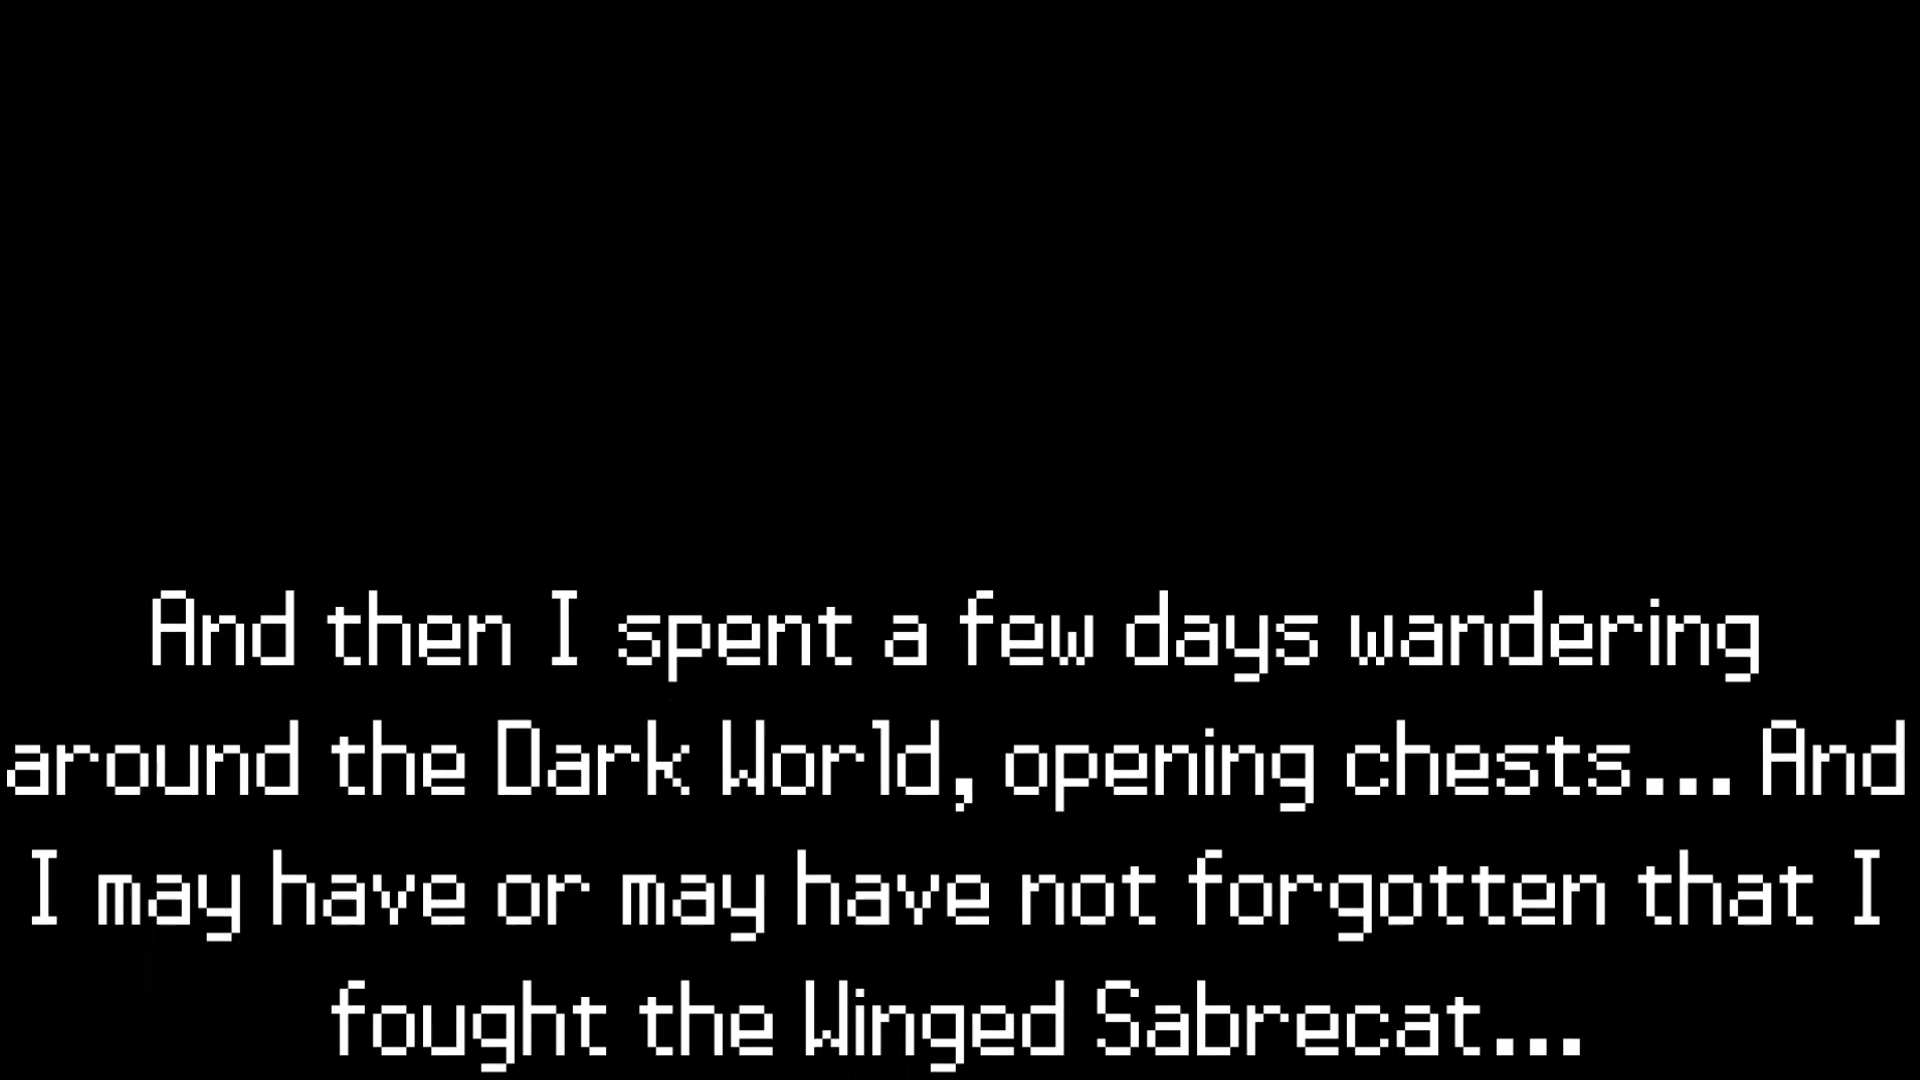 And then I spent a few days wandering
around the Dark World, opening chests... And
I may have or may have not forgotten that I
fought the Winged Sabrecat...